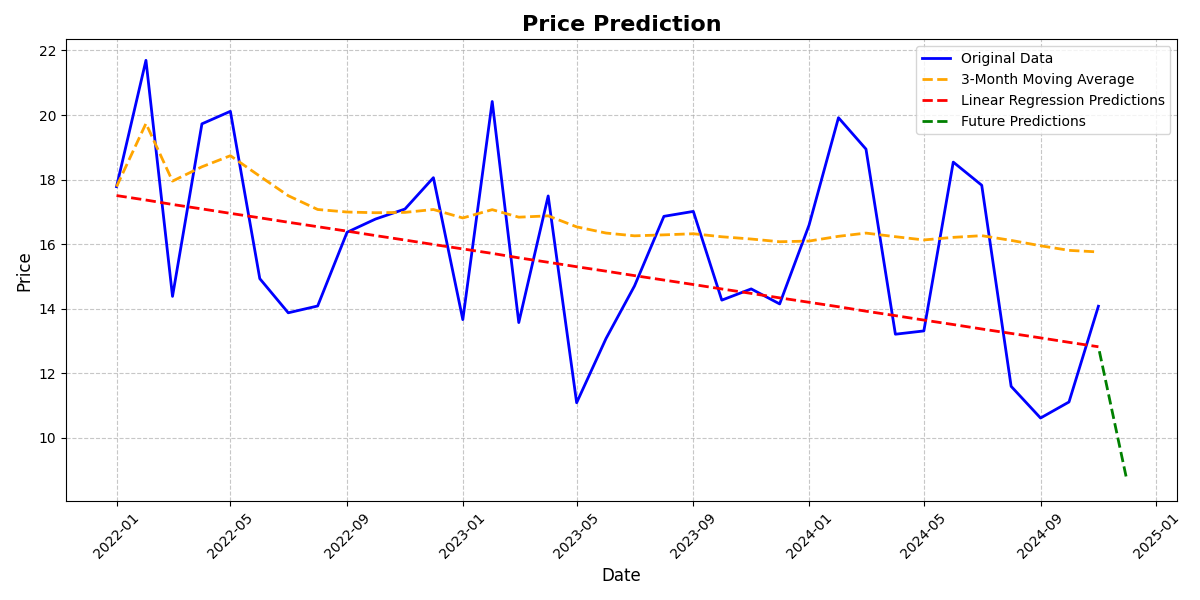 Price Prediction
Original Data
3-Month Moving Average
Linear Regression Predictions
Future Predictions
Price
22
20
18
16
14
12
10
2022-01
2022-05
2022-09
2023-01
2023-05
2023-09
2024-01
2024-05
2024-09
2025-01
Date